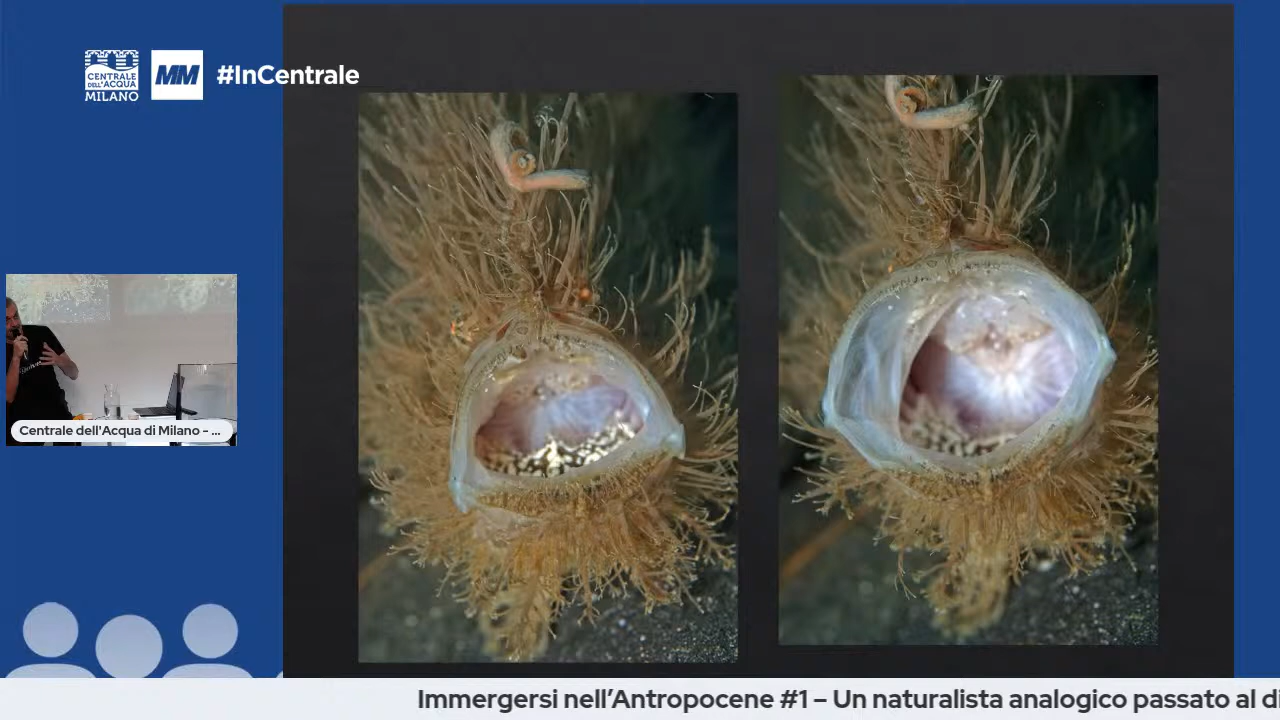 CENTRALE
DELL'ACQUA
MILANO
MM
#InCentrale
Centrale dell'Acqua di Milano - ...
Immergersi nell'Antropocene #1 – Un naturalista analogico passato al di